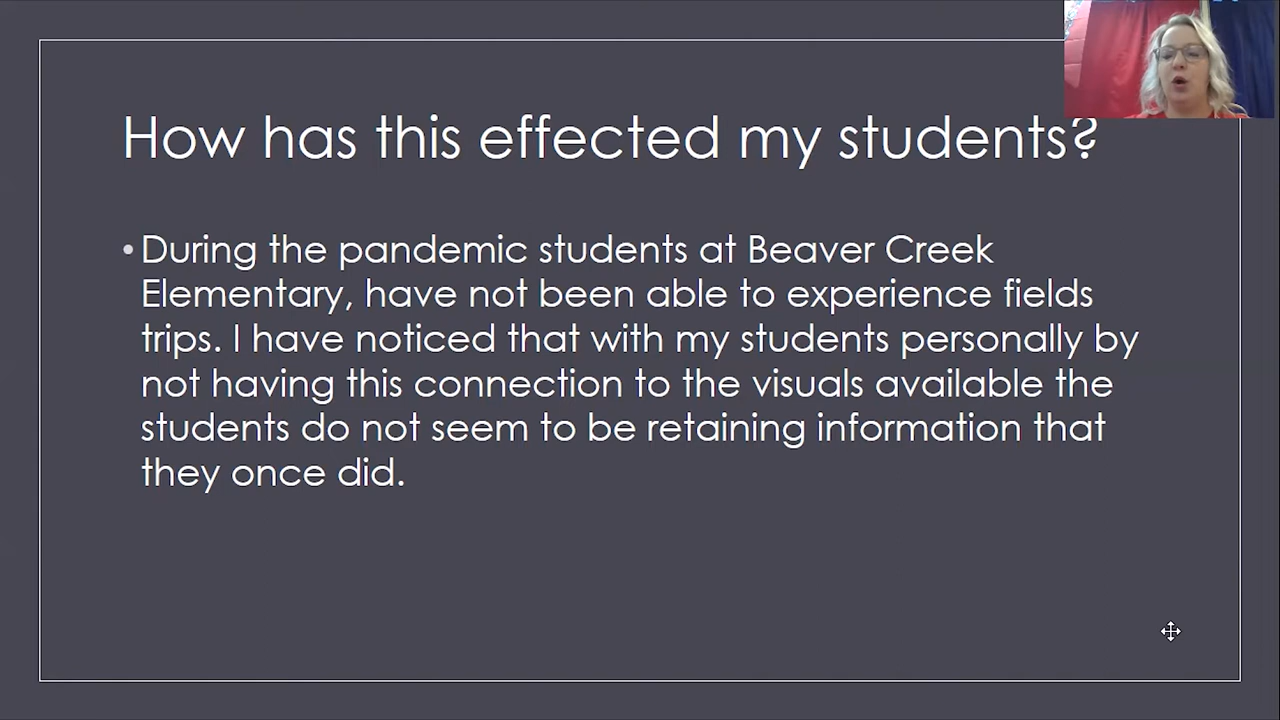 How has this effected my students?
• During the pandemic students at Beaver Creek
Elementary, have not been able to experience fields
trips. I have noticed that with my students personally by
not having this connection to the visuals available the
students do not seem to be retaining information that
they once did.